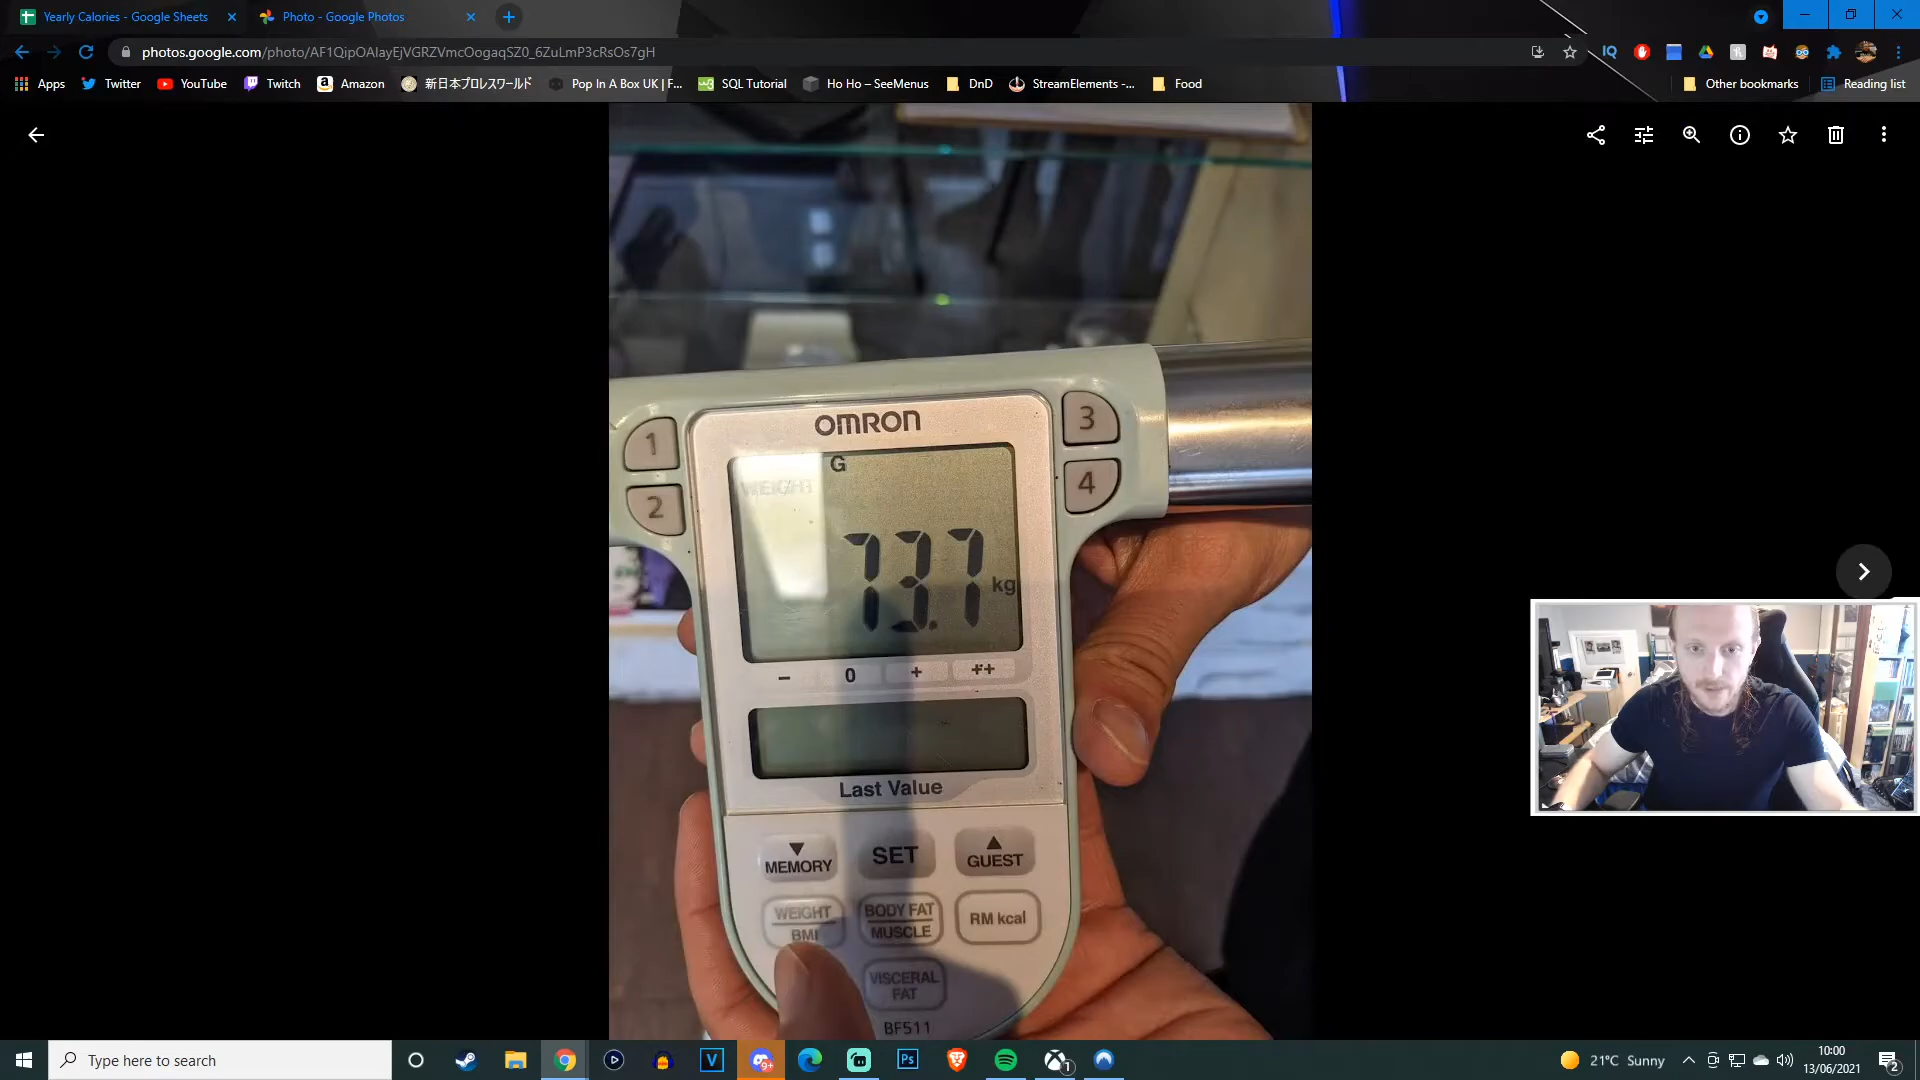 Yearly Calories - Google Sheets
Photo - Google Photos
photos.google.com/photo/AF1QipOAIayEjVGRZVmcOogaqSZ0_6ZuLmP3cRsOs7gH
Apps
Twitter
YouTube
Twitch
Amazon
新日本プロレスワールド
Pop In A Box UK | F...
SQL Tutorial
Ho Ho – SeeMenus
DnD
StreamElements -...
Food
Other bookmarks
Reading list
OMRON
1
2
3
4
G
WEIGHT
73.7
kg
- 0 + ++
Last Value
MEMORY
SET
GUEST
WEIGHT
BMI
BODY FAT
MUSCLE
RM kcal
VISCERAL
FAT
BF511
Type here to search
9+
1
21°C Sunny
10:00
13/06/2021
2